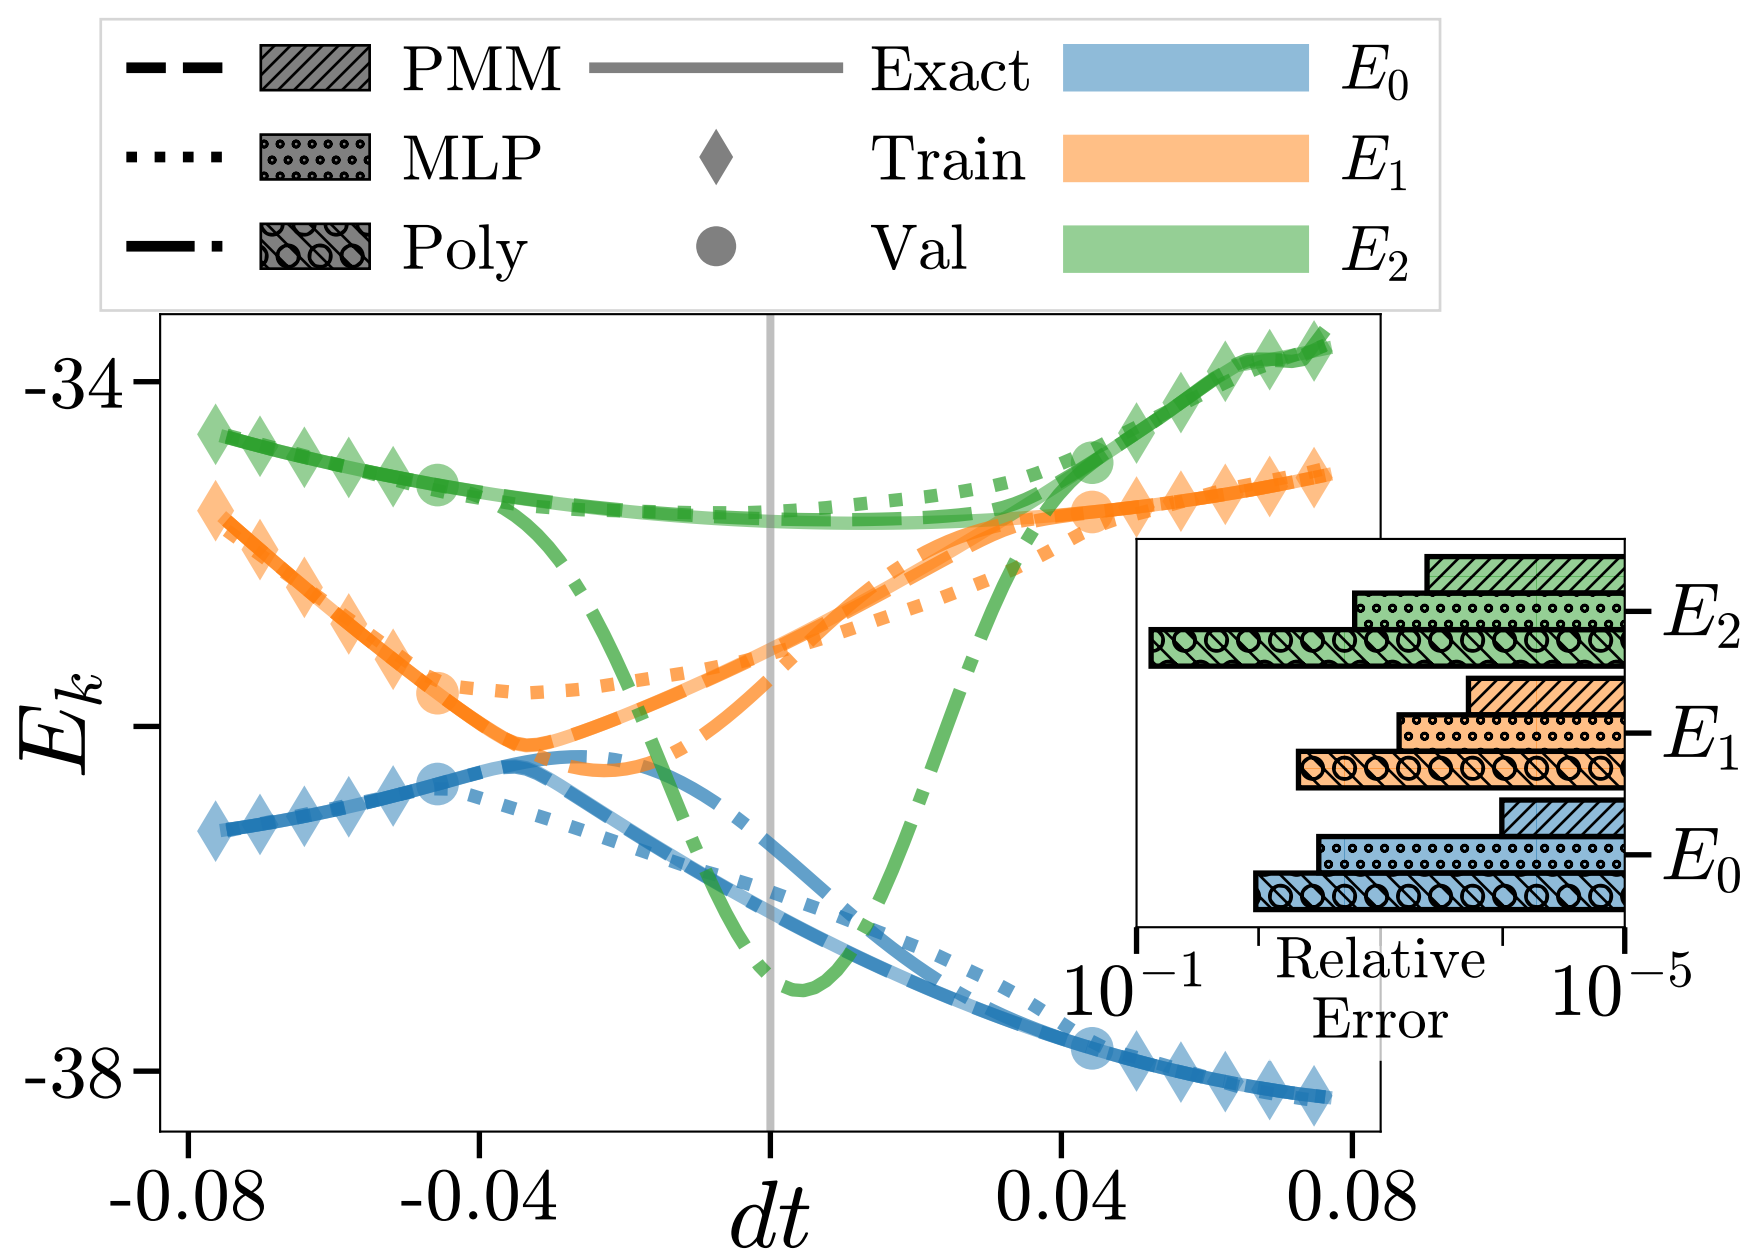 PMM Exact E₀
MLP Train E₁
Poly Val E₂
-34
-38
Eₖ
-0.08 -0.04 0.04 0.08
dt
E₂
E₁
E₀
10⁻¹ Relative 10⁻⁵
Error